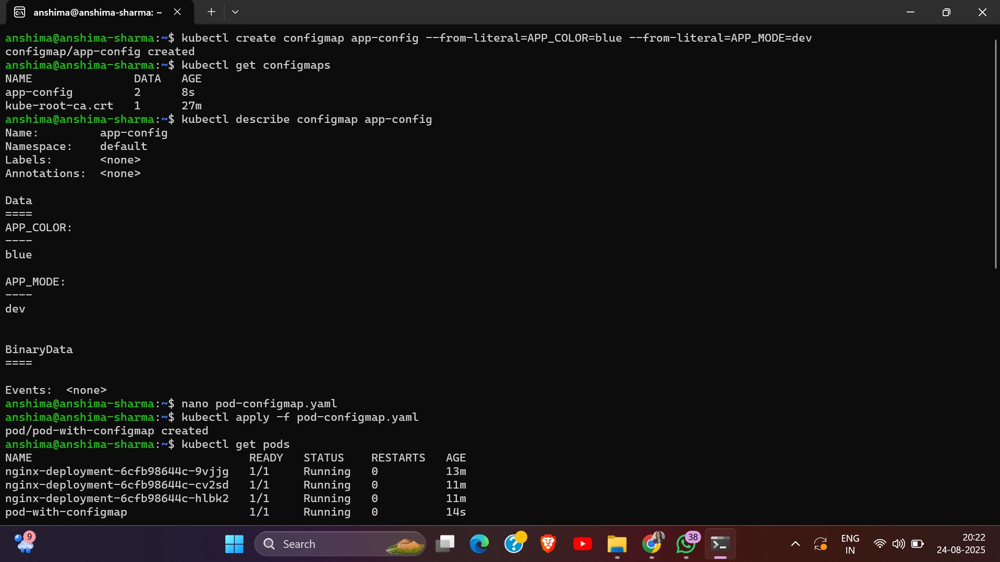 anshima@anshima-sharma: ~
anshima@anshima-sharma:~$ kubectl create configmap app-config --from-literal=APP_COLOR=blue --from-literal=APP_MODE=dev
configmap/app-config created
anshima@anshima-sharma:~$ kubectl get configmaps
NAME               DATA   AGE
app-config         2      8s
kube-root-ca.crt   1      27m
anshima@anshima-sharma:~$ kubectl describe configmap app-config
Name:         app-config
Namespace:    default
Labels:       <none>
Annotations:  <none>
Data
====
APP_COLOR:
----
blue
APP_MODE:
----
dev
BinaryData
====
Events:  <none>
anshima@anshima-sharma:~$ nano pod-configmap.yaml
anshima@anshima-sharma:~$ kubectl apply -f pod-configmap.yaml
pod/pod-with-configmap created
anshima@anshima-sharma:~$ kubectl get pods
NAME                                READY   STATUS    RESTARTS   AGE
nginx-deployment-6cfb98644c-9vjjg   1/1     Running   0          13m
nginx-deployment-6cfb98644c-cv2sd   1/1     Running   0          11m
nginx-deployment-6cfb98644c-hlbk2   1/1     Running   0          11m
pod-with-configmap                  1/1     Running   0          14s
9
Search
38
ENG
IN
20:22
24-08-2025